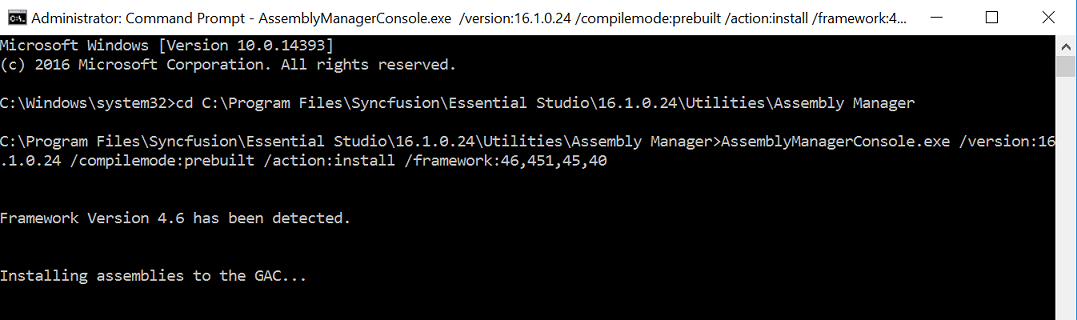 Administrator: Command Prompt - AssemblyManagerConsole.exe  /version:16.1.0.24 /compilemode:prebuilt /action:install /framework:4...
Microsoft Windows [Version 10.0.14393]
(c) 2016 Microsoft Corporation. All rights reserved.
C:\Windows\system32>cd C:\Program Files\Syncfusion\Essential Studio\16.1.0.24\Utilities\Assembly Manager
C:\Program Files\Syncfusion\Essential Studio\16.1.0.24\Utilities\Assembly Manager>AssemblyManagerConsole.exe /version:16
.1.0.24 /compilemode:prebuilt /action:install /framework:46,451,45,40
Framework Version 4.6 has been detected.
Installing assemblies to the GAC...